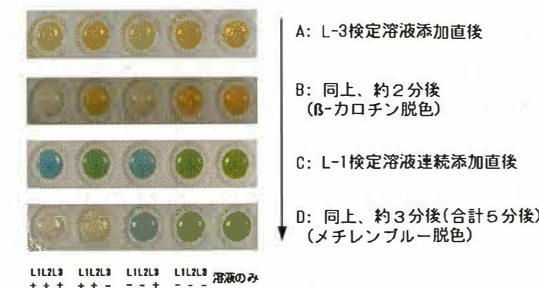 A: L-3検定溶液添加直後
B: 同上、約2分後
(ß-カロチン脱色)
C: L-1検定溶液連続添加直後
D: 同上、約3分後(合計5分後)
(メチレンブルー脱色)
L1L2L3 L1L2L3 L1L2L3 L1L2L3 溶液のみ
+ + + + + - - - + - - -